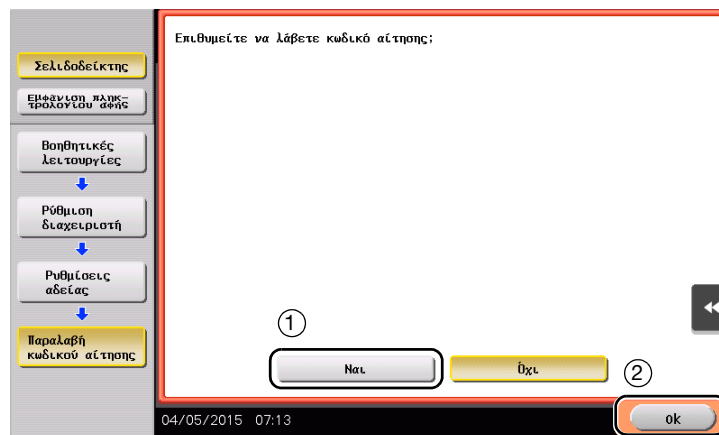 Επιθυμείτε να λάβετε κωδικό αίτησης;
Σελιδοδείκτης
Εμφάνιση πληκ-
τρολογίου αφής
Βοηθητικές
λειτουργίες
Ρύθμιση
διαχειριστή
Ρυθμίσεις
αδείας
Παραλαβή
κωδικού αίτησης
1
Ναι
Όχι
2
04/05/2015 07:13
ok